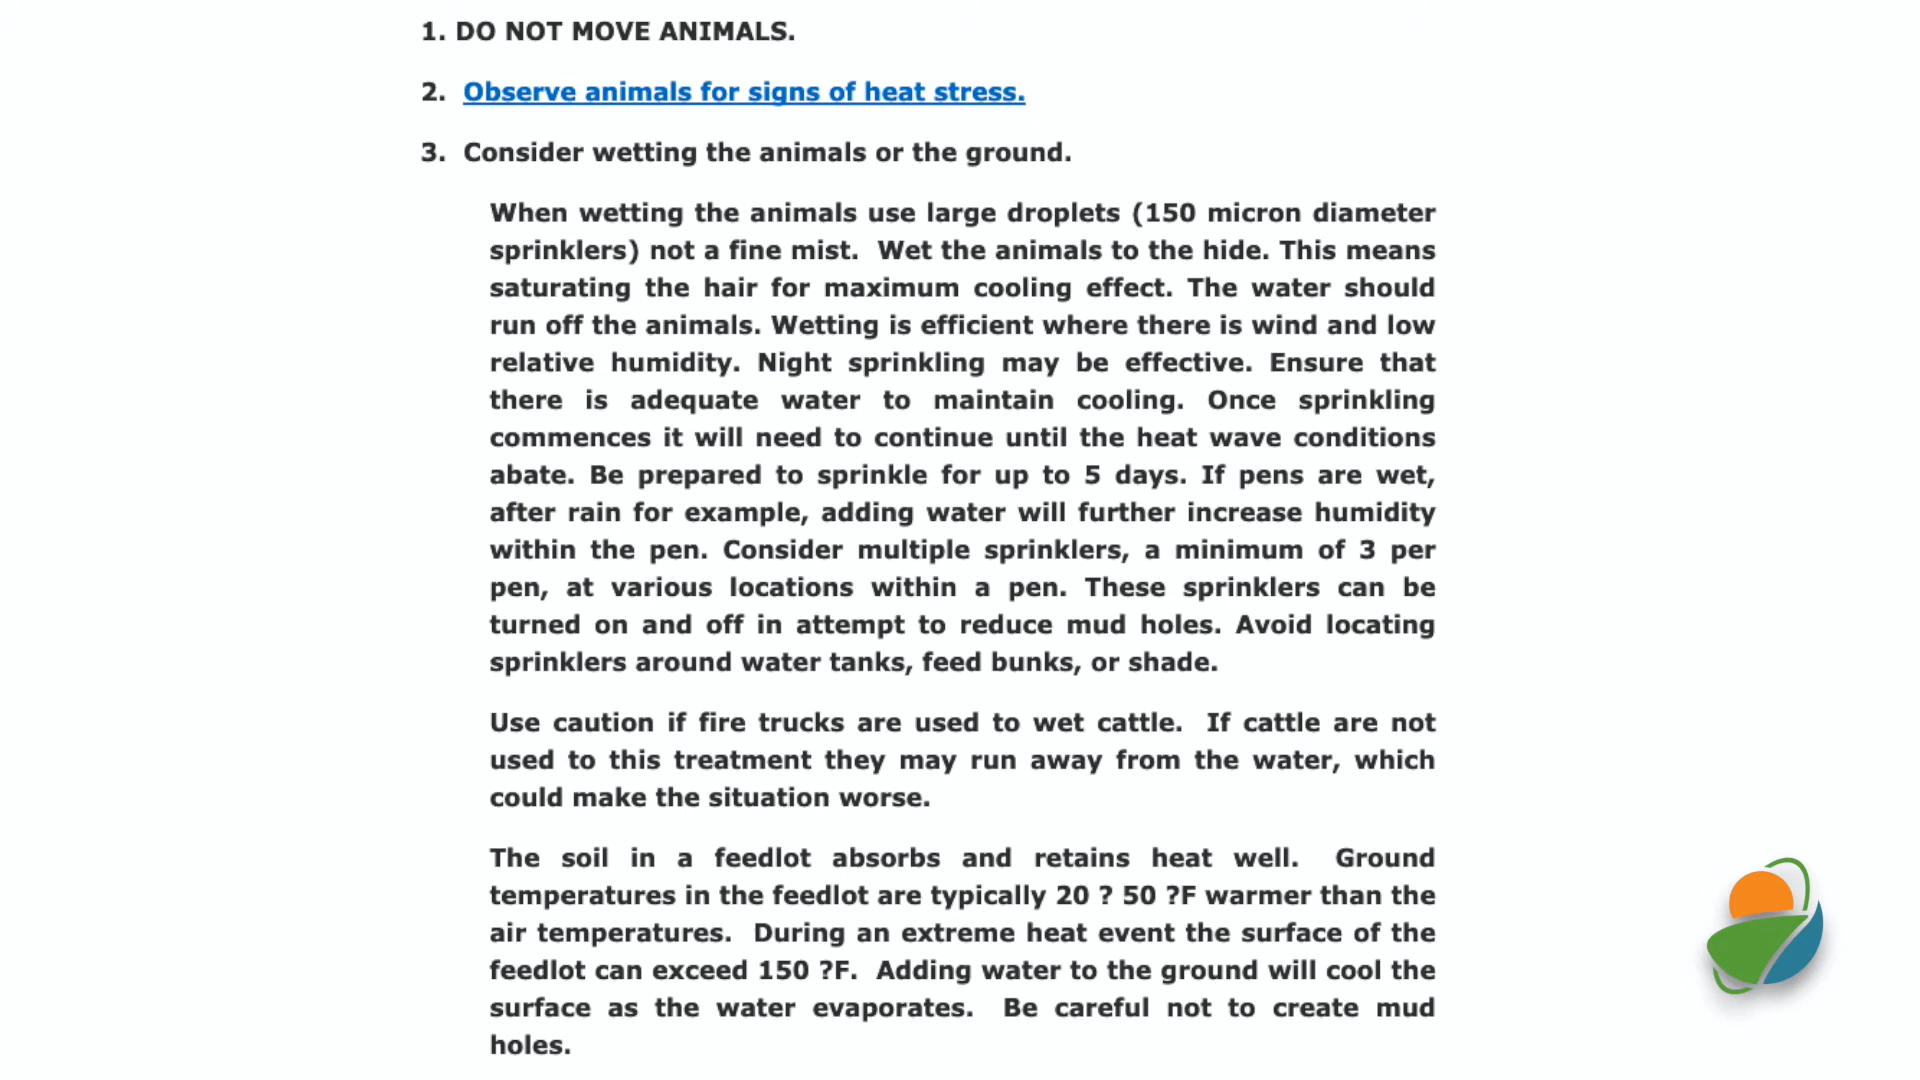 1. DO NOT MOVE ANIMALS.
2. Observe animals for signs of heat stress.
3. Consider wetting the animals or the ground.
When wetting the animals use large droplets (150 micron diameter
sprinklers) not a fine mist. Wet the animals to the hide. This means
saturating the hair for maximum cooling effect. The water should
run off the animals. Wetting is efficient where there is wind and low
relative humidity. Night sprinkling may be effective. Ensure that
there is adequate water to maintain cooling. Once sprinkling
commences it will need to continue until the heat wave conditions
abate. Be prepared to sprinkle for up to 5 days. If pens are wet,
after rain for example, adding water will further increase humidity
within the pen. Consider multiple sprinklers, a minimum of 3 per
pen, at various locations within a pen. These sprinklers can be
turned on and off in attempt to reduce mud holes. Avoid locating
sprinklers around water tanks, feed bunks, or shade.
Use caution if fire trucks are used to wet cattle. If cattle are not
used to this treatment they may run away from the water, which
could make the situation worse.
The soil in a feedlot absorbs and retains heat well. Ground
temperatures in the feedlot are typically 20 ? 50 ?F warmer than the
air temperatures. During an extreme heat event the surface of the
feedlot can exceed 150 ?F. Adding water to the ground will cool the
surface as the water evaporates. Be careful not to create mud
holes.